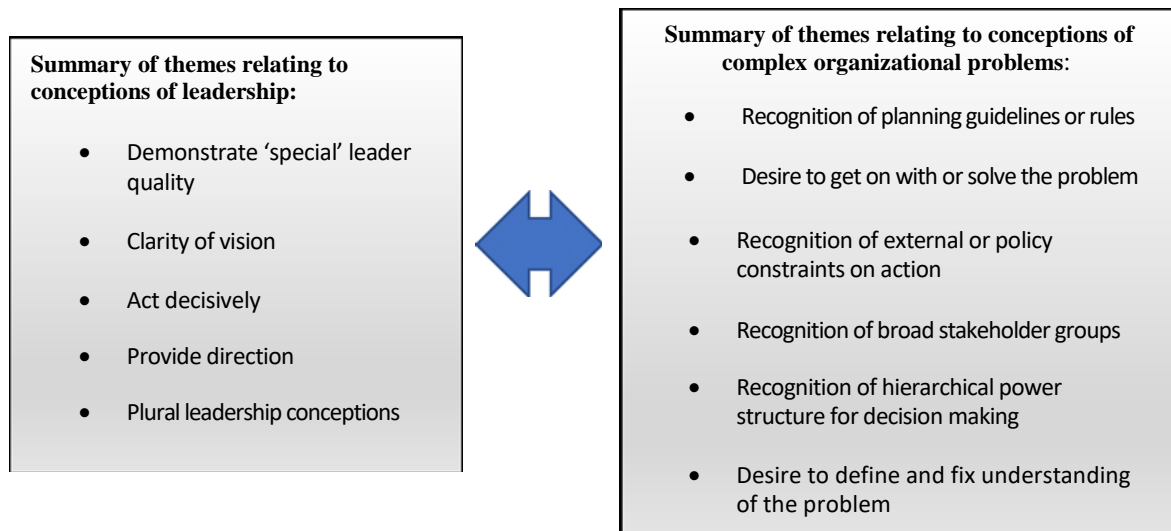 Summary of themes relating to
conceptions of leadership:
• Demonstrate ‘special’ leader
quality
• Clarity of vision
• Act decisively
• Provide direction
• Plural leadership conceptions
Summary of themes relating to conceptions of
complex organizational problems:
• Recognition of planning guidelines or rules
• Desire to get on with or solve the problem
• Recognition of external or policy
constraints on action
• Recognition of broad stakeholder groups
• Recognition of hierarchical power
structure for decision making
• Desire to define and fix understanding
of the problem